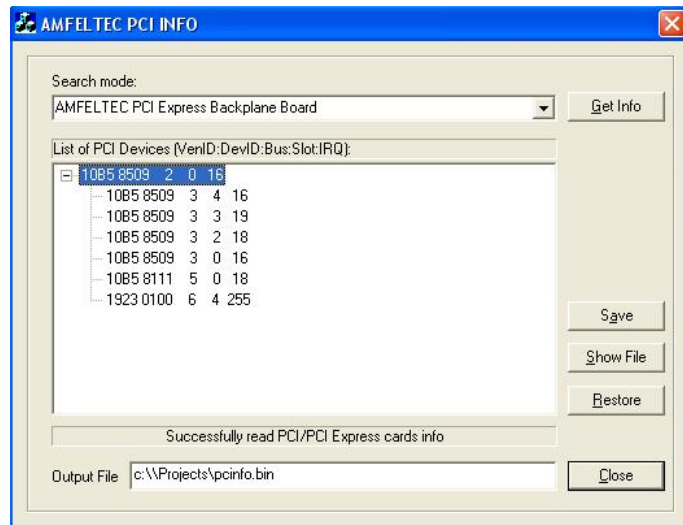 AMFELTEC PCI INFO
Search mode:
AMFELTEC PCI Express Backplane Board
Get Info
List of PCI Devices (VenID:DevID:Bus:Slot:IRQ):
10B5 8509 2 0 16
10B5 8509 3 4 16
10B5 8509 3 3 19
10B5 8509 3 2 18
10B5 8509 3 0 16
10B5 8111 5 0 18
1923 0100 6 4 255
Save
Show File
Restore
Successfully read PCI/PCI Express cards info
Output File c:\\Projects\pcinfo.bin
Close